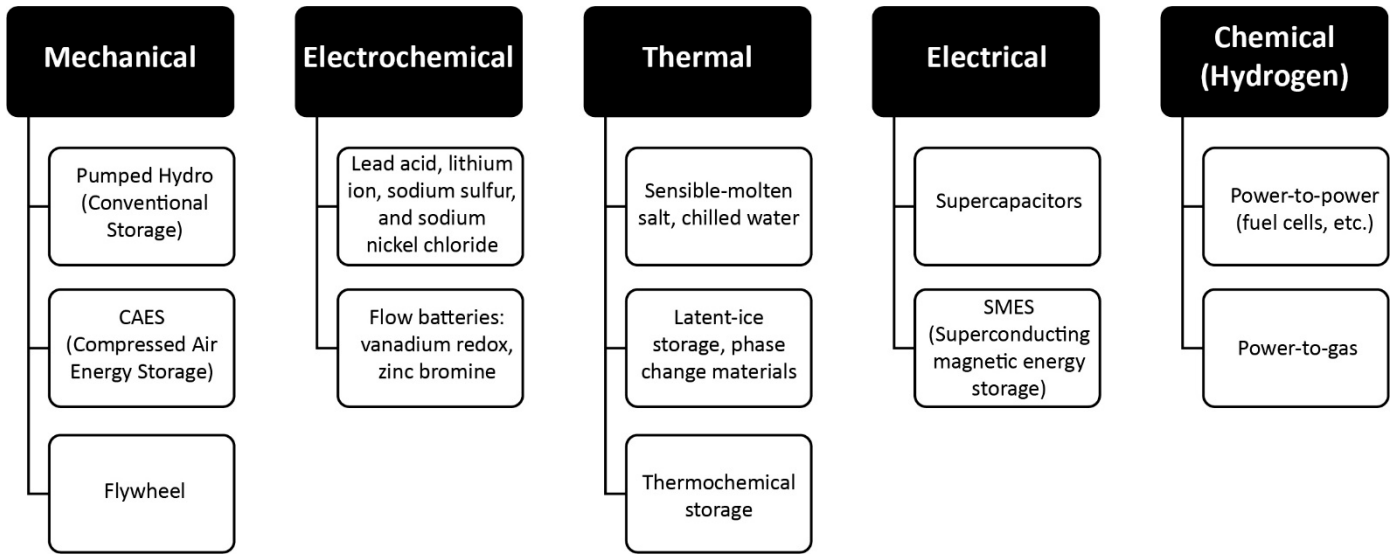 Mechanical
Pumped Hydro
(Conventional
Storage)
CAES
(Compressed Air
Energy Storage)
Flywheel
Electrochemical
Lead acid, lithium
ion, sodium sulfur,
and sodium
nickel chloride
Flow batteries:
vanadium redox,
zinc bromine
Thermal
Sensible-molten
salt, chilled water
Latent-ice
storage, phase
change materials
Thermochemical
storage
Electrical
Supercapacitors
SMES
(Superconducting
magnetic energy
storage)
Chemical
(Hydrogen)
Power-to-power
(fuel cells, etc.)
Power-to-gas